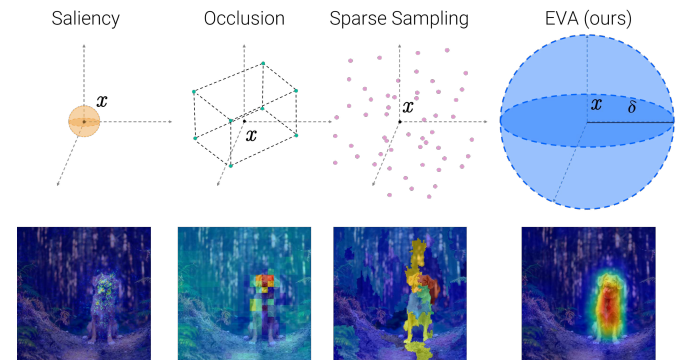 Saliency
Occlusion
Sparse Sampling
EVA (ours)
x
x
x
x
δ̂